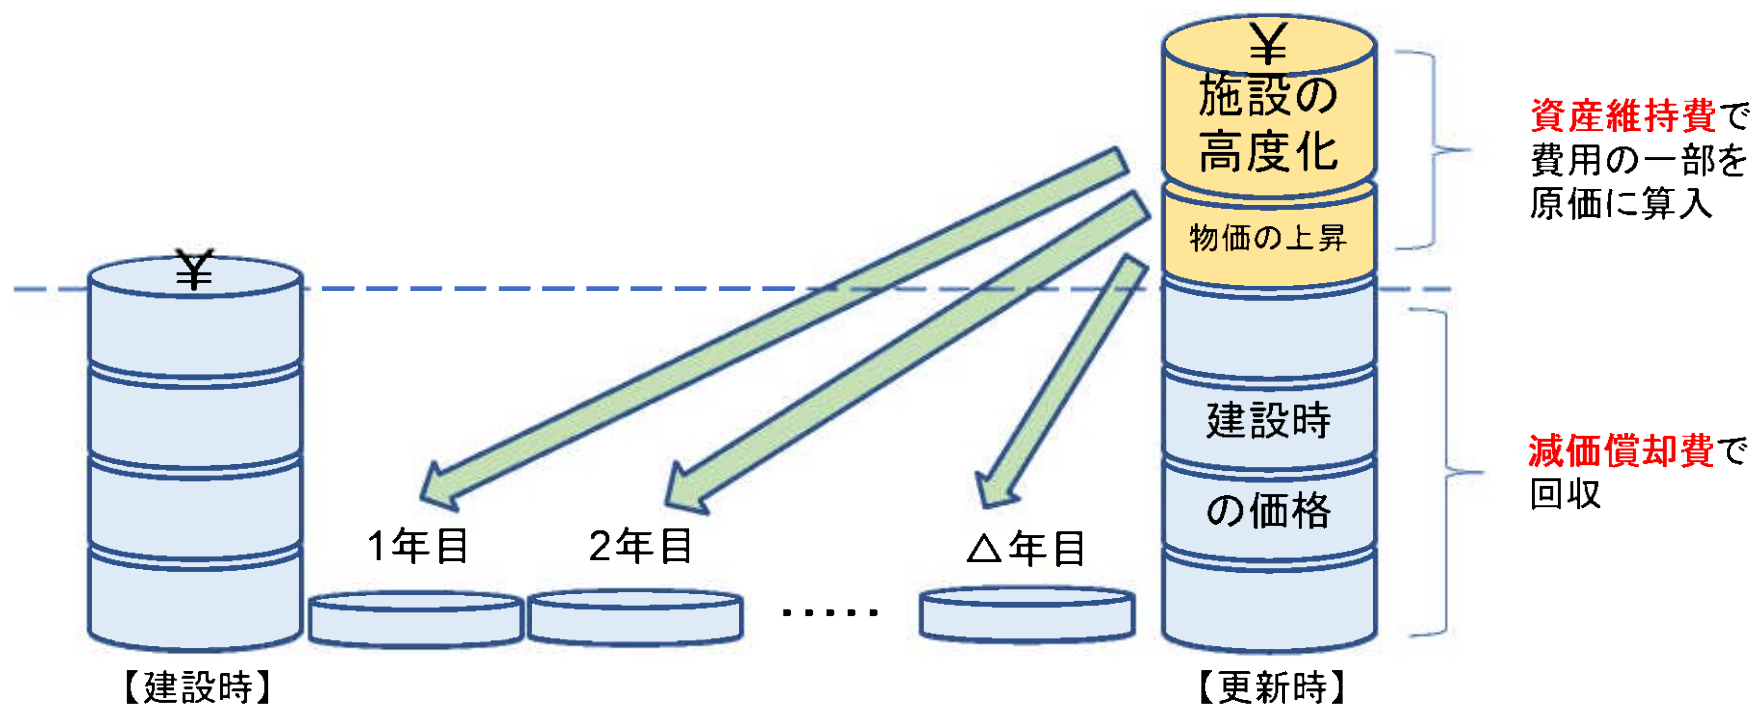 ¥
施設の
高度化
物価の上昇
資産維持費で
費用の一部を
原価に算入
¥
建設時
の価格
減価償却費で
回収
1年目
2年目
・・・・・
△年目
【建設時】
【更新時】